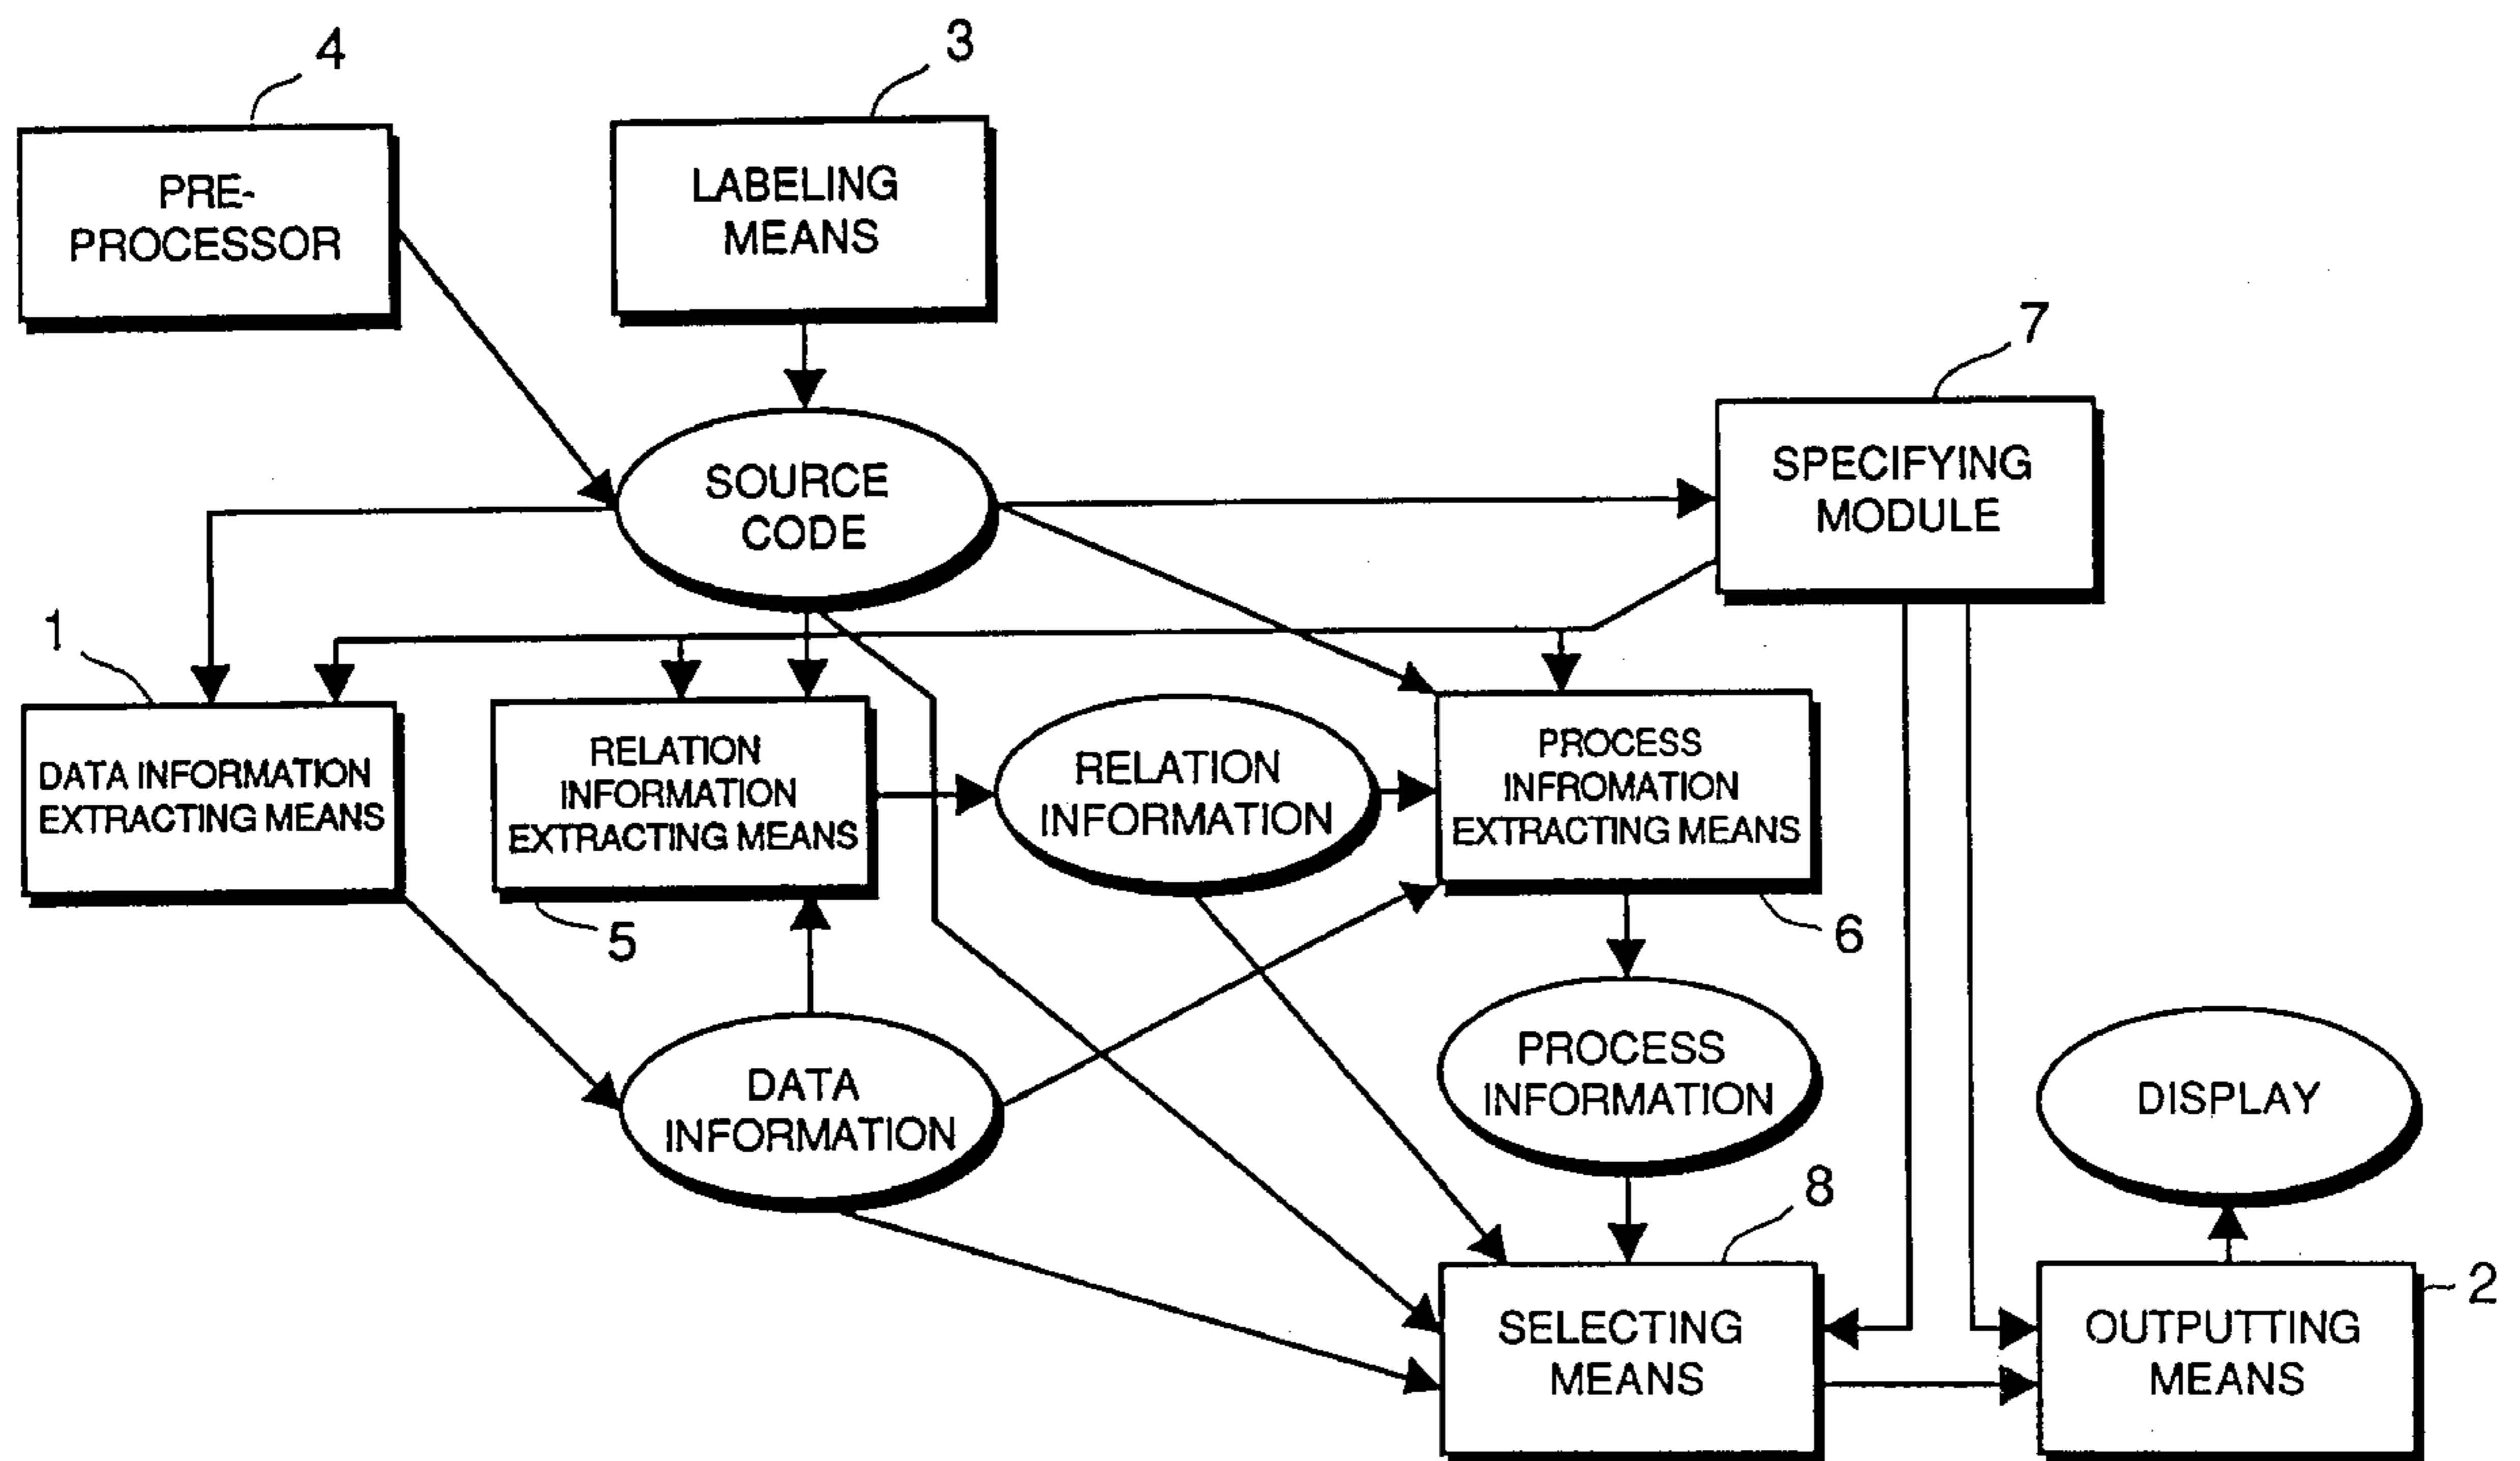 4
3
PRE-
PROCESSOR
LABELING
MEANS
7
SOURCE
CODE
SPECIFYING
MODULE
1
DATA INFORMATION
EXTRACTING MEANS
RELATION
INFORMATION
EXTRACTING MEANS
RELATION
INFORMATION
PROCESS
INFROMATION
EXTRACTING MEANS
5
6
DATA
INFORMATION
PROCESS
INFORMATION
DISPLAY
8
SELECTING
MEANS
OUTPUTTING
MEANS
2